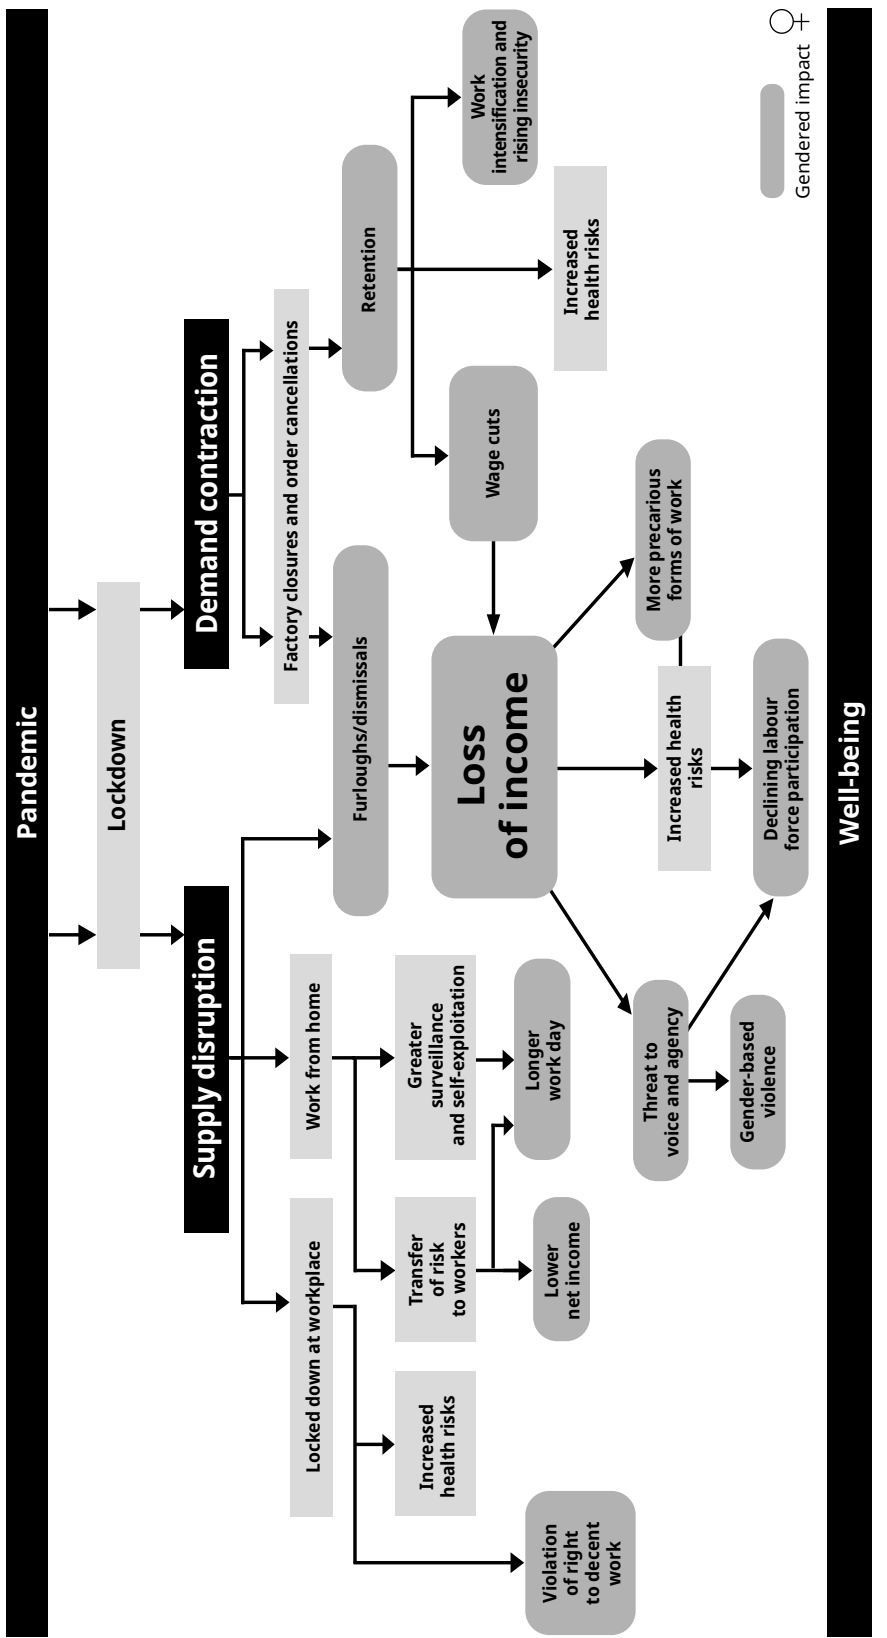 Pandemic
Lockdown
Supply disruption
Demand contraction
Locked down at workplace
Work from home
Factory closures and order cancellations
Furloughs/dismissals
Retention
Increased
health risks
Transfer
of risk
to workers
Greater
surveillance
and self-exploitation
Loss
of income
Wage cuts
Work
intensification and
rising insecurity
Violation
of right
to decent
work
Lower
net income
Longer
work day
Increased
health risks
Threat to
voice and agency
Increased health
risks
More precarious
forms of work
Gender-based
violence
Declining labour
force participation
Gendered impact
Well-being